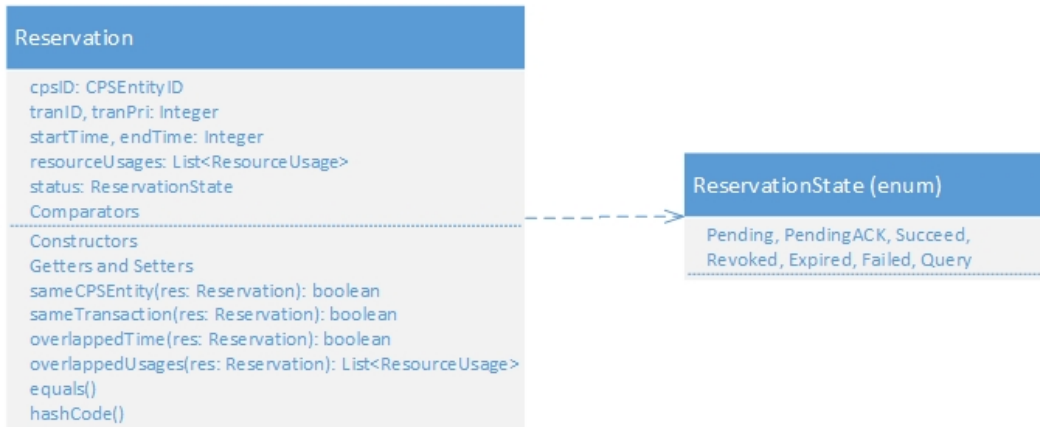 Reservation
cpsID: CPSEntityID
tranID, tranPri: Integer
startTime, endTime: Integer
resourceUsages: List<ResourceUsage>
status: ReservationState
Comparators
Constructors
Getters and Setters
sameCPSEntity(res: Reservation): boolean
sameTransaction(res: Reservation): boolean
overlappedTime(res: Reservation): boolean
overlappedUsages(res: Reservation): List<ResourceUsage>
equals()
hashCode()
ReservationState (enum)
Pending, PendingACK, Succeed,
Revoked, Expired, Failed, Query